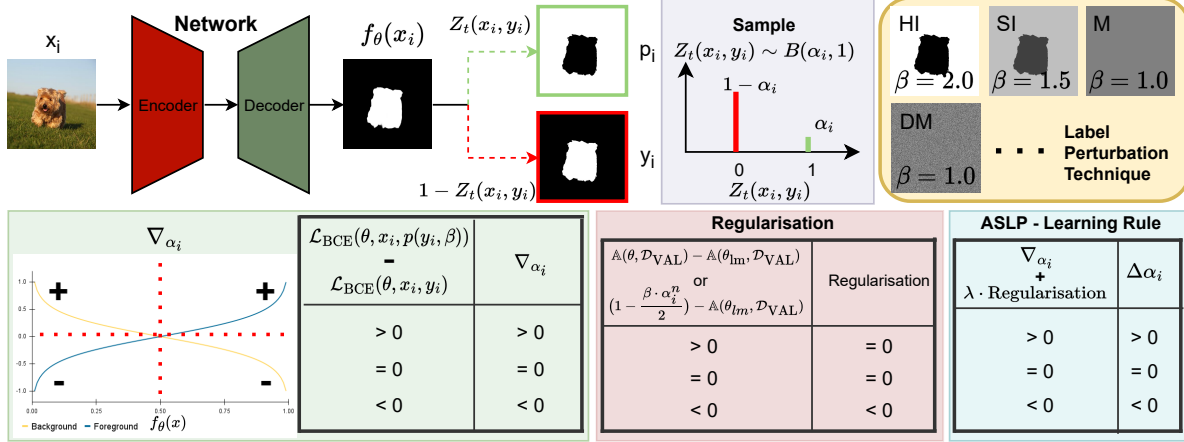 x_i
Network
Encoder
Decoder
f_θ(x_i)
Z_t(x_i, y_i)
1 − Z_t(x_i, y_i)
p_i
y_i
Sample
Z_t(x_i, y_i) ∼ B(α_i, 1)
1 − α_i
α_i
0 1
Z_t(x_i, y_i)
HI
β = 2.0
SI
β = 1.5
M
β = 1.0
DM
β = 1.0
Label
Perturbation
Technique
∇_{α_i}
1.0
0.5
0.0
-0.5
-1.0
+ +
- -
0.00 0.25 0.50 0.75 1.00
f_θ(x)
Background Foreground
ℒ_BCE(θ, x_i, p(y_i, β))
-
ℒ_BCE(θ, x_i, y_i)
∇_{α_i}
> 0 > 0
= 0 = 0
< 0 < 0
Regularisation
𝔸(θ, 𝒟_VAL) − 𝔸(θ_lm, 𝒟_VAL)
or
(1 − (β · α_i^n)/2) − 𝔸(θ_lm, 𝒟_VAL)
Regularisation
> 0 = 0
= 0 = 0
< 0 < 0
ASLP - Learning Rule
∇_{α_i}
+
λ · Regularisation
Δα_i
> 0 > 0
= 0 = 0
< 0 < 0